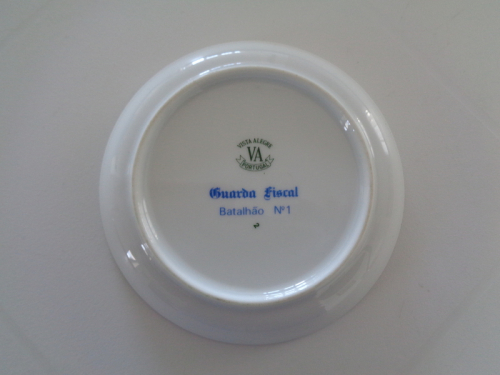 VISTA ALEGRE
VA
PORTUGAL
Guarda Fiscal
Batalhão Nº1